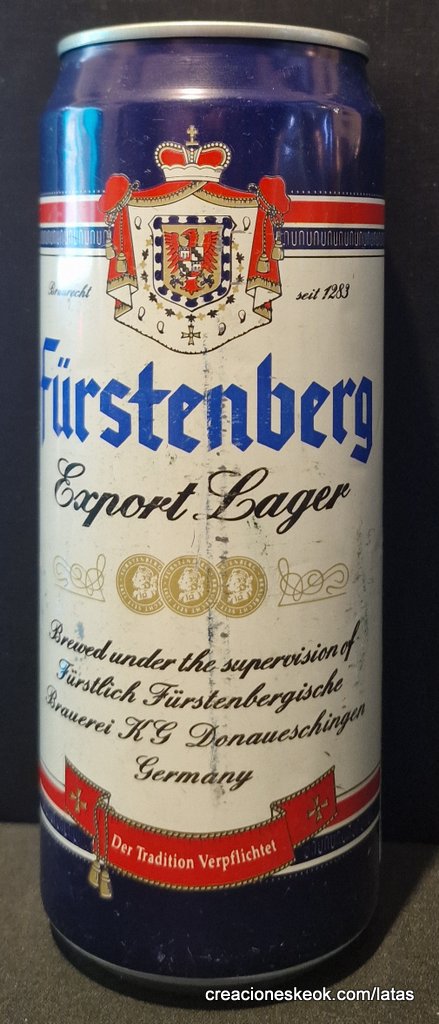 Braurecht
seit 1283
Fürstenberg
Export Lager
Brewed under the supervision of
Fürstlich Fürstenbergische
Brauerei KG Donaueschingen
Germany
Der Tradition Verpflichtet
creacioneskeok.com/latas